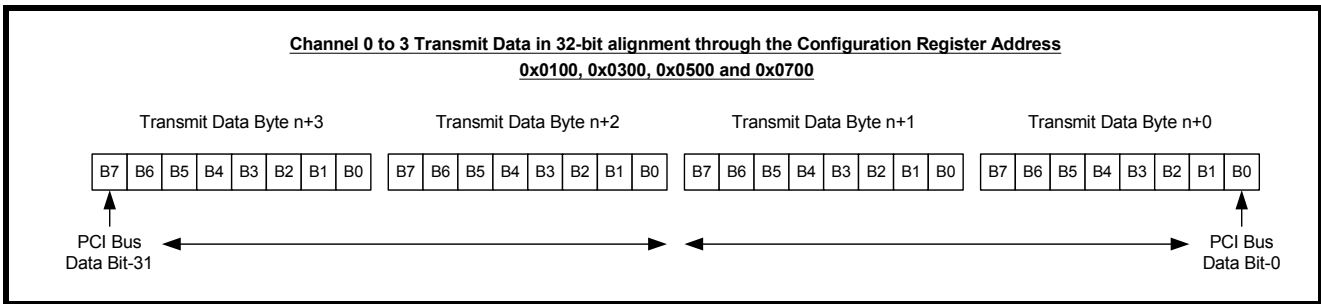 Channel 0 to 3 Transmit Data in 32-bit alignment through the Configuration Register Address
0x0100, 0x0300, 0x0500 and 0x0700
Transmit Data Byte n+3 Transmit Data Byte n+2 Transmit Data Byte n+1 Transmit Data Byte n+0
B7 B6 B5 B4 B3 B2 B1 B0 B7 B6 B5 B4 B3 B2 B1 B0 B7 B6 B5 B4 B3 B2 B1 B0 B7 B6 B5 B4 B3 B2 B1 B0
PCI Bus PCI Bus
Data Bit-31 Data Bit-0